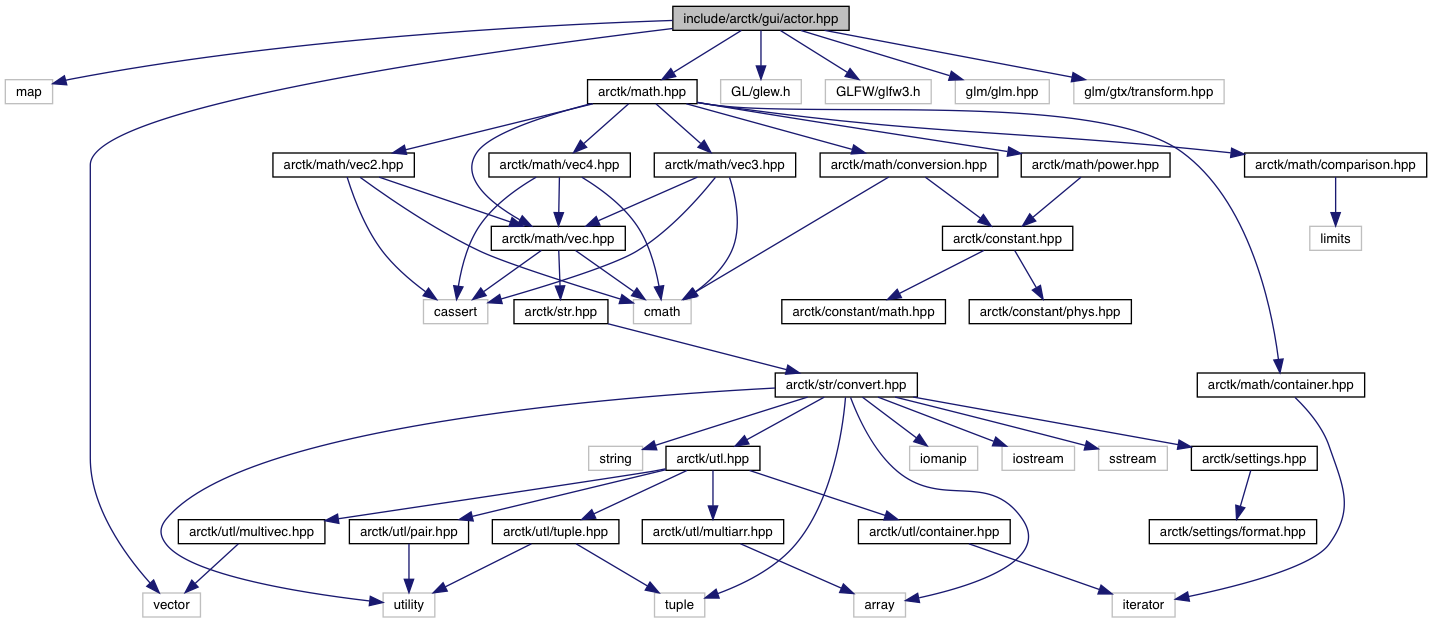 include/arctk/gui/actor.hpp
map
arctk/math.hpp
GL/glew.h
GLFW/glfw3.h
glm/glm.hpp
glm/gtx/transform.hpp
arctk/math/vec2.hpp
arctk/math/vec4.hpp
arctk/math/vec3.hpp
arctk/math/conversion.hpp
arctk/math/power.hpp
arctk/math/comparison.hpp
arctk/math/vec.hpp
arctk/constant.hpp
limits
cassert
arctk/str.hpp
cmath
arctk/constant/math.hpp
arctk/constant/phys.hpp
arctk/str/convert.hpp
arctk/math/container.hpp
string
arctk/utl.hpp
iomanip
iostream
sstream
arctk/settings.hpp
arctk/utl/multivec.hpp
arctk/utl/pair.hpp
arctk/utl/tuple.hpp
arctk/utl/multiarr.hpp
arctk/utl/container.hpp
arctk/settings/format.hpp
vector
utility
tuple
array
iterator